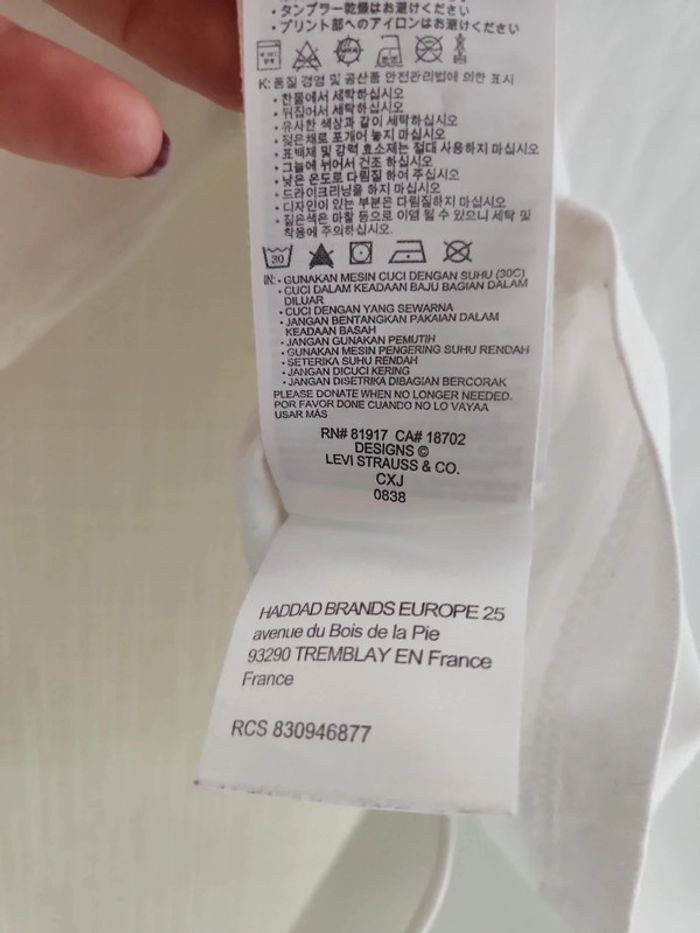 ・タンブラー乾燥はお避けください
・プリント部へのアイロンはお避けください
K: 품질 경영 및 공산품 안전관리법에 의한 표시
• 찬물에서 세탁하십시오
• 뒤집어서 세탁하십시오
• 유사한 색상과 같이 세탁하십시오
• 젖은채로 포개어 놓지 마십시오
• 표백제 및 강력 효소제는 절대 사용하지 마십시오
• 그늘에 뉘어서 건조 하십시오
• 낮은 온도로 다림질 하여 주십시오
• 드라이크리닝을 하지 마십시오
• 디자인이 있는 부분은 다림질하지 마십시오
• 짙은색은 마찰 등으로 이염 될 수 있으니 세탁 및
착용에 주의하십시오.
30
IN: • GUNAKAN MESIN CUCI DENGAN SUHU (30C)
• CUCI DALAM KEADAAN BAJU BAGIAN DALAM
DILUAR
• CUCI DENGAN YANG SEWARNA
• JANGAN BENTANGKAN PAKAIAN DALAM
KEADAAN BASAH
• JANGAN GUNAKAN PEMUTIH
• GUNAKAN MESIN PENGERING SUHU RENDAH
• SETERIKA SUHU RENDAH
• JANGAN DICUCI KERING
• JANGAN DISETRIKA DIBAGIAN BERCORAK
PLEASE DONATE WHEN NO LONGER NEEDED.
POR FAVOR DONE CUANDO NO LO VAYAA
USAR MÁS
RN# 81917 CA# 18702
DESIGNS ©
LEVI STRAUSS & CO.
CXJ
0838
HADDAD BRANDS EUROPE 25
avenue du Bois de la Pie
93290 TREMBLAY EN France
France
RCS 830946877